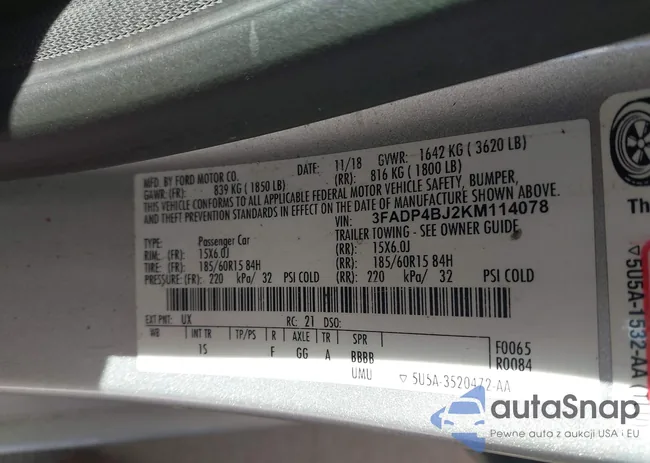 MFD. BY FORD MOTOR CO.
DATE: 11/18 GVWR: 1642 KG ( 3620 LB)
GAWR: (FR): 839 KG ( 1850 LB) (RR): 816 KG ( 1800 LB)
THIS VEHICLE CONFORMS TO ALL APPLICABLE FEDERAL MOTOR VEHICLE SAFETY, BUMPER,
AND THEFT PREVENTION STANDARDS IN EFFECT ON THE DATE OF MANUFACTURE SHOWN ABOVE.
VIN: 3FADP4BJ2KM114078
TYPE: Passenger Car TRAILER TOWING - SEE OWNER GUIDE
RIM: (FR): 15X6.0J (RR): 15X6.0J
TIRE: (FR): 185/60R15 84H (RR): 185/60R15 84H
PRESSURE: (FR): 220 kPa/ 32 PSI COLD (RR): 220 kPa/ 32 PSI COLD
EXT PNT: UX RC: 21 DSO:
WB INT TR TP/PS R AXLE TR SPR
15 F GG A BBBB
UMU
F0065
R0084
▽5U5A-3520472-AA
Th
▽5U5A-1532-AA
autoSnap
Pewne auta z aukcji USA i EU